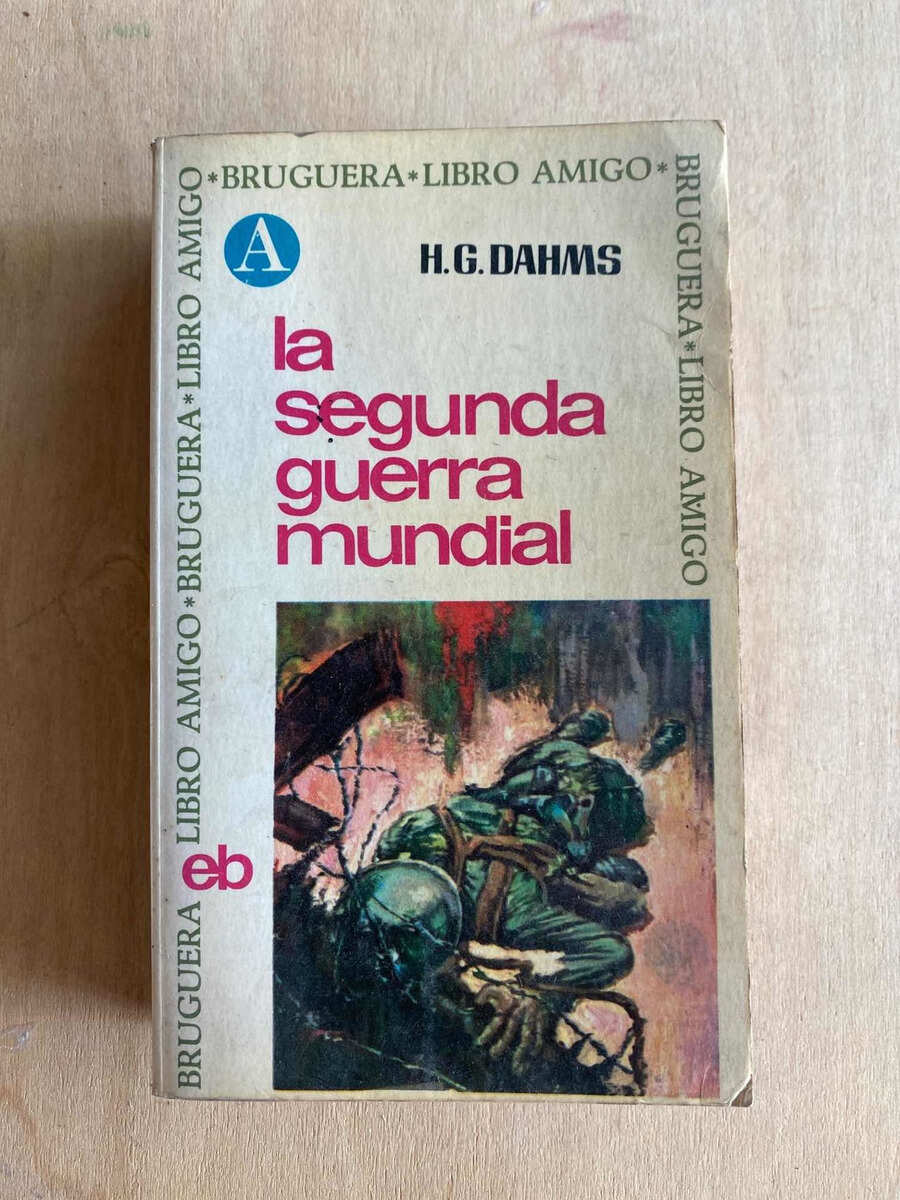 *BRUGUERA*LIBRO AMIGO*
BRUGUERA*LIBRO AMIGO
BRUGUERA LIBRO AMIGO*BRUGUERA*LIBRO AMIGO
A
H.G.DAHMS
la
segunda
guerra
mundial
eb